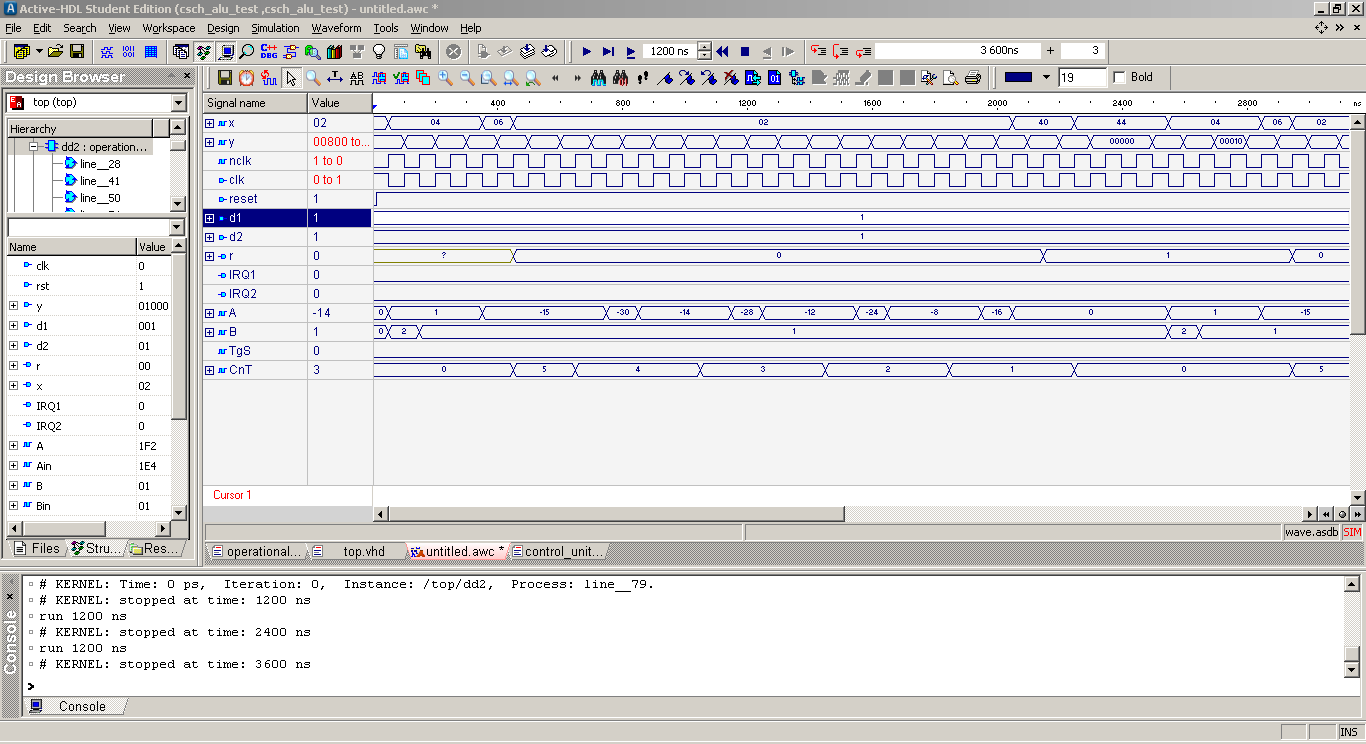 Active-HDL Student Edition (csch_alu_test ,csch_alu_test) - untitled.awc *
File Edit Search View Workspace Design Simulation Waveform Tools Window Help
1200 ns 3 600ns + 3
Design Browser
19 Bold
top (top)
Hierarchy
dd2 : operation...
line__28
line__41
line__50
Name Value
clk 0
rst 1
y 01000
d1 001
d2 01
r 00
x 02
IRQ1 0
IRQ2 0
A 1F2
Ain 1E4
B 01
Bin 01
Files Stru... Res...
Signal name Value 400 800 1200 1600 2000 2400 2800 ns
x 02 04 06 02 40 44 04 06 02
y 00800 to... 00000 00010
nclk 1 to 0
clk 0 to 1
reset 1
d1 1 1
d2 1 1
r 0 ? 0 1 0
IRQ1 0
IRQ2 0
A -14 0 1 -15 -30 -14 -28 -12 -24 -8 -16 0 1 -15
B 1 0 2 1 2 1
TgS 0
CnT 3 0 5 4 3 2 1 0 5
Cursor 1
wave.asdb SIM
operational... top.vhd untitled.awc * control_unit...
Console
# KERNEL: Time: 0 ps, Iteration: 0, Instance: /top/dd2, Process: line__79.
# KERNEL: stopped at time: 1200 ns
run 1200 ns
# KERNEL: stopped at time: 2400 ns
run 1200 ns
# KERNEL: stopped at time: 3600 ns
>
Console
INS